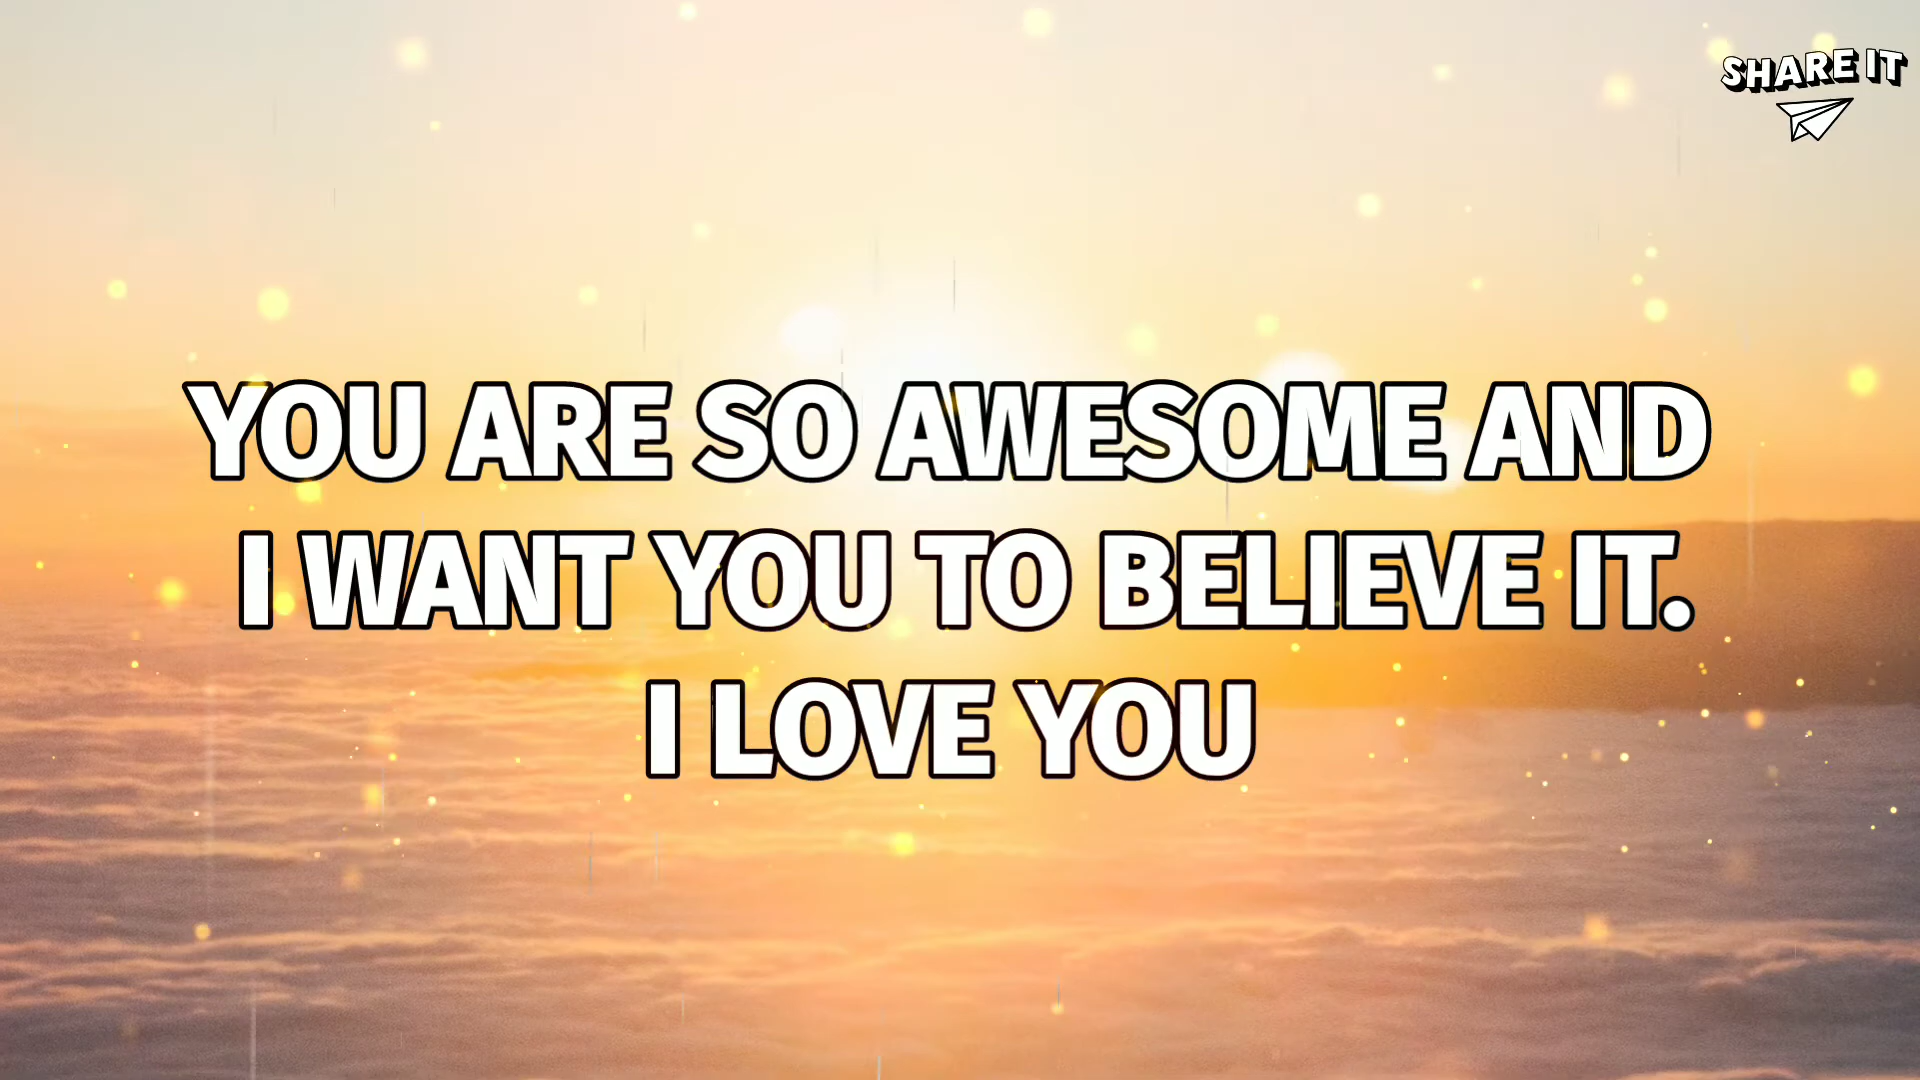 SHARE IT
YOU ARE SO AWESOME AND
I WANT YOU TO BELIEVE IT.
I LOVE YOU